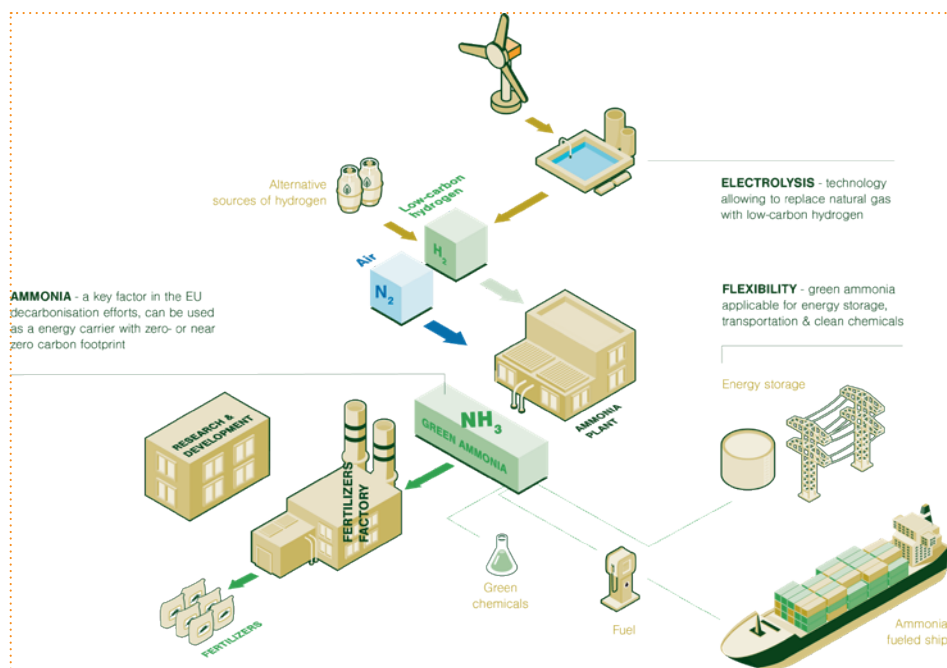 Alternative
sources of hydrogen
Low-carbon
hydrogen
H2
Air
N2
ELECTROLYSIS - technology
allowing to replace natural gas
with low-carbon hydrogen
AMMONIA - a key factor in the EU
decarbonisation efforts, can be used
as a energy carrier with zero- or near
zero carbon footprint
FLEXIBILITY - green ammonia
applicable for energy storage,
transportation & clean chemicals
Energy storage
AMMONIA
PLANT
NH3
GREEN AMMONIA
RESEARCH &
DEVELOPMENT
FERTILIZERS
FACTORY
FERTILIZERS
Green
chemicals
Fuel
Ammonia
fueled ship